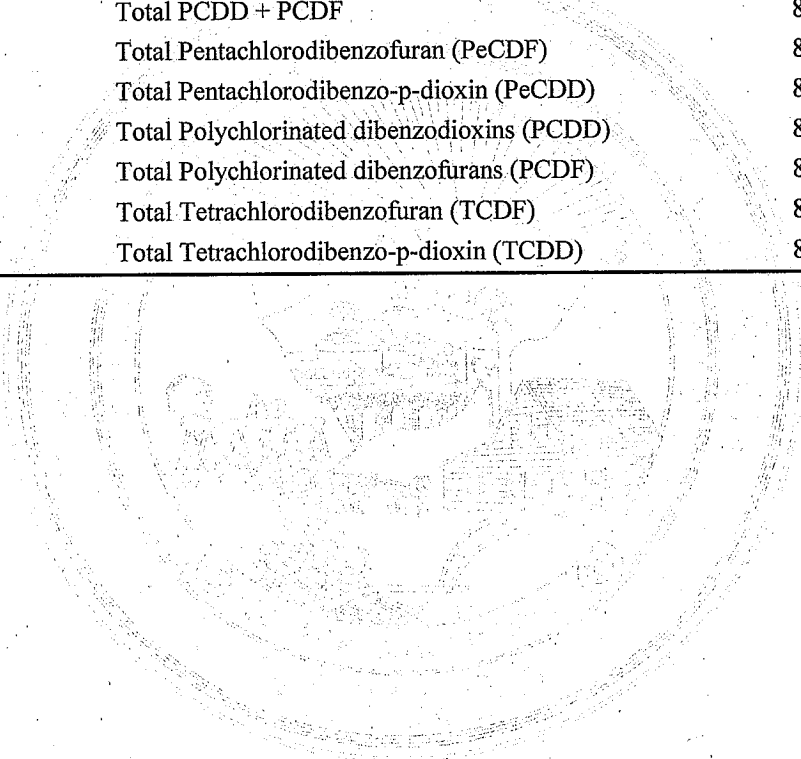 Total PCDD + PCDF
Total Pentachlorodibenzofuran (PeCDF)
Total Pentachlorodibenzo-p-dioxin (PeCDD)
Total Polychlorinated dibenzodioxins (PCDD)
Total Polychlorinated dibenzofurans (PCDF)
Total Tetrachlorodibenzofuran (TCDF)
Total Tetrachlorodibenzo-p-dioxin (TCDD)